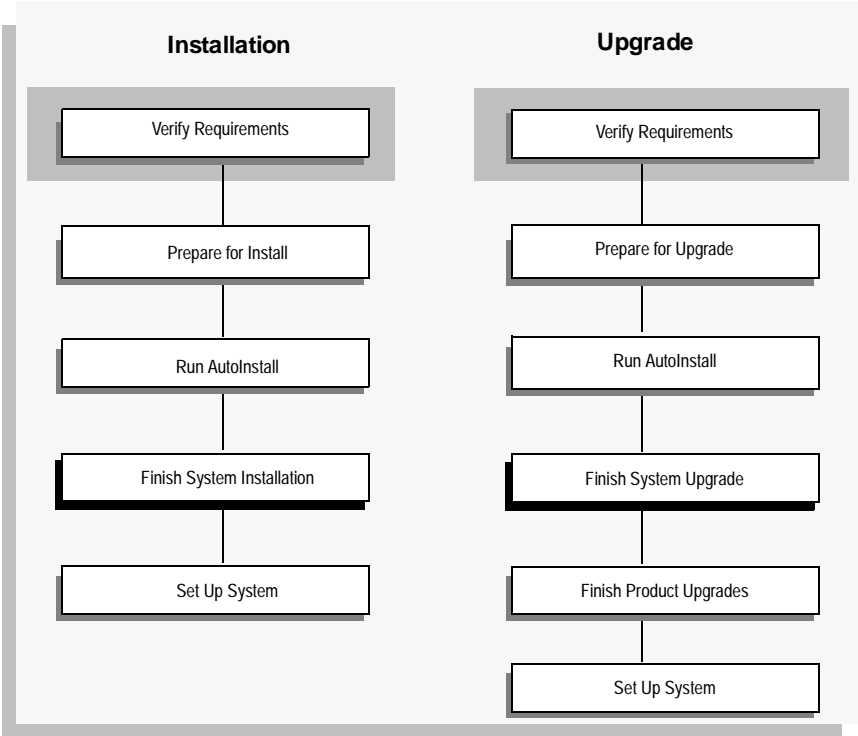 Installation
Verify Requirements
Prepare for Install
Run AutoInstall
Finish System Installation
Set Up System
Upgrade
Verify Requirements
Prepare for Upgrade
Run AutoInstall
Finish System Upgrade
Finish Product Upgrades
Set Up System